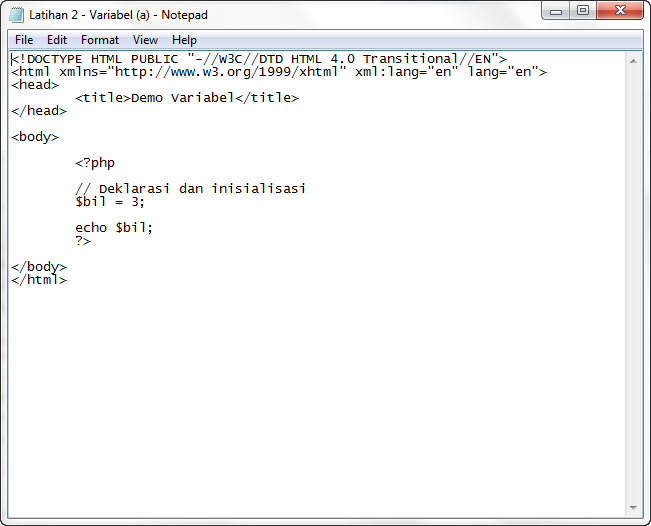 Latihan 2 - Variabel (a) - Notepad
File Edit Format View Help
<!DOCTYPE HTML PUBLIC "-//W3C//DTD HTML 4.0 Transitional//EN">
<html xmlns="http://www.w3.org/1999/xhtml" xml:lang="en" lang="en">
<head>
	<title>Demo Variabel</title>
</head>
<body>
	<?php
	// Deklarasi dan inisialisasi
	$bil = 3;
	echo $bil;
	?>
</body>
</html>